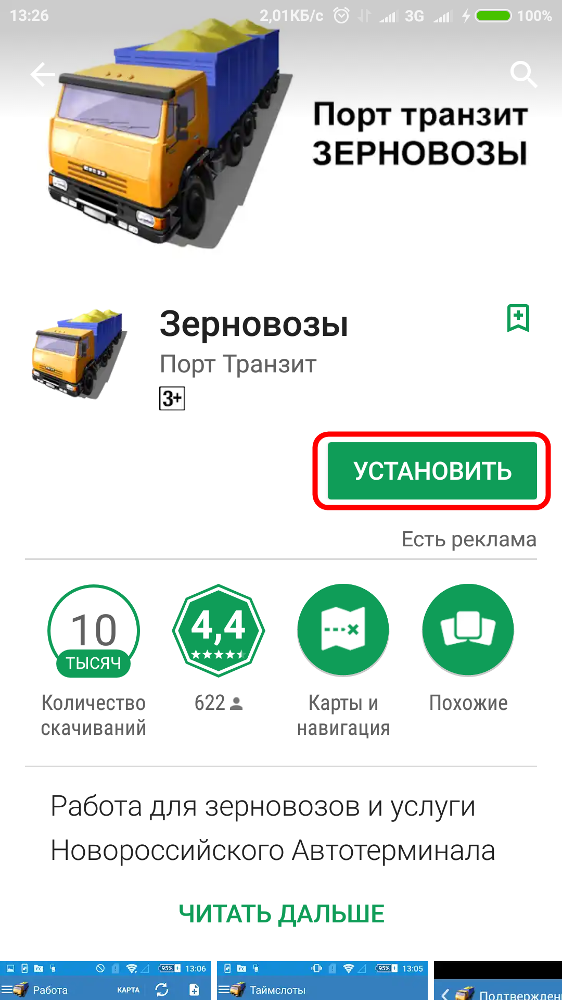 13:26 2,01КБ/с 3G 100%
Порт транзит
ЗЕРНОВОЗЫ
Зерновозы
Порт Транзит
3+
УСТАНОВИТЬ
Есть реклама
10
ТЫСЯЧ
4,4
Количество
скачиваний
622
Карты и
навигация
Похожие
Работа для зерновозов и услуги
Новороссийского Автотерминала
ЧИТАТЬ ДАЛЬШЕ
95% 13:06
Работа КАРТА
95% 13:05
Таймслоты
Подтвержден